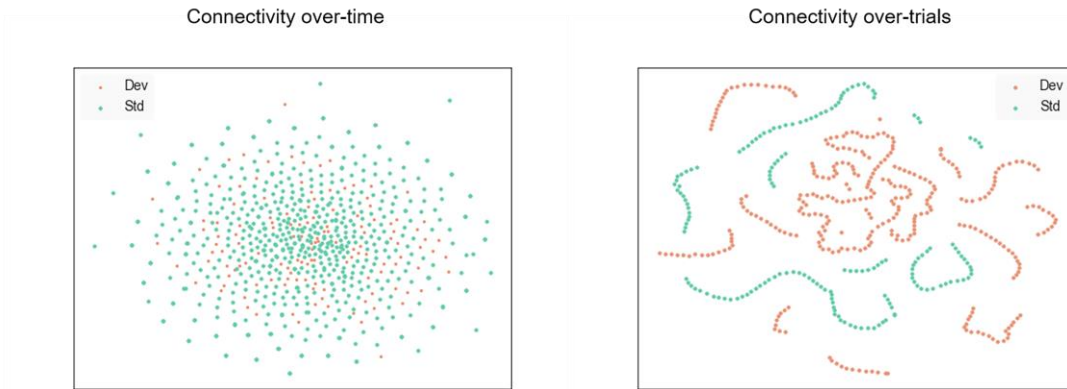 Connectivity over-time
Connectivity over-trials
Dev
Std
Dev
Std